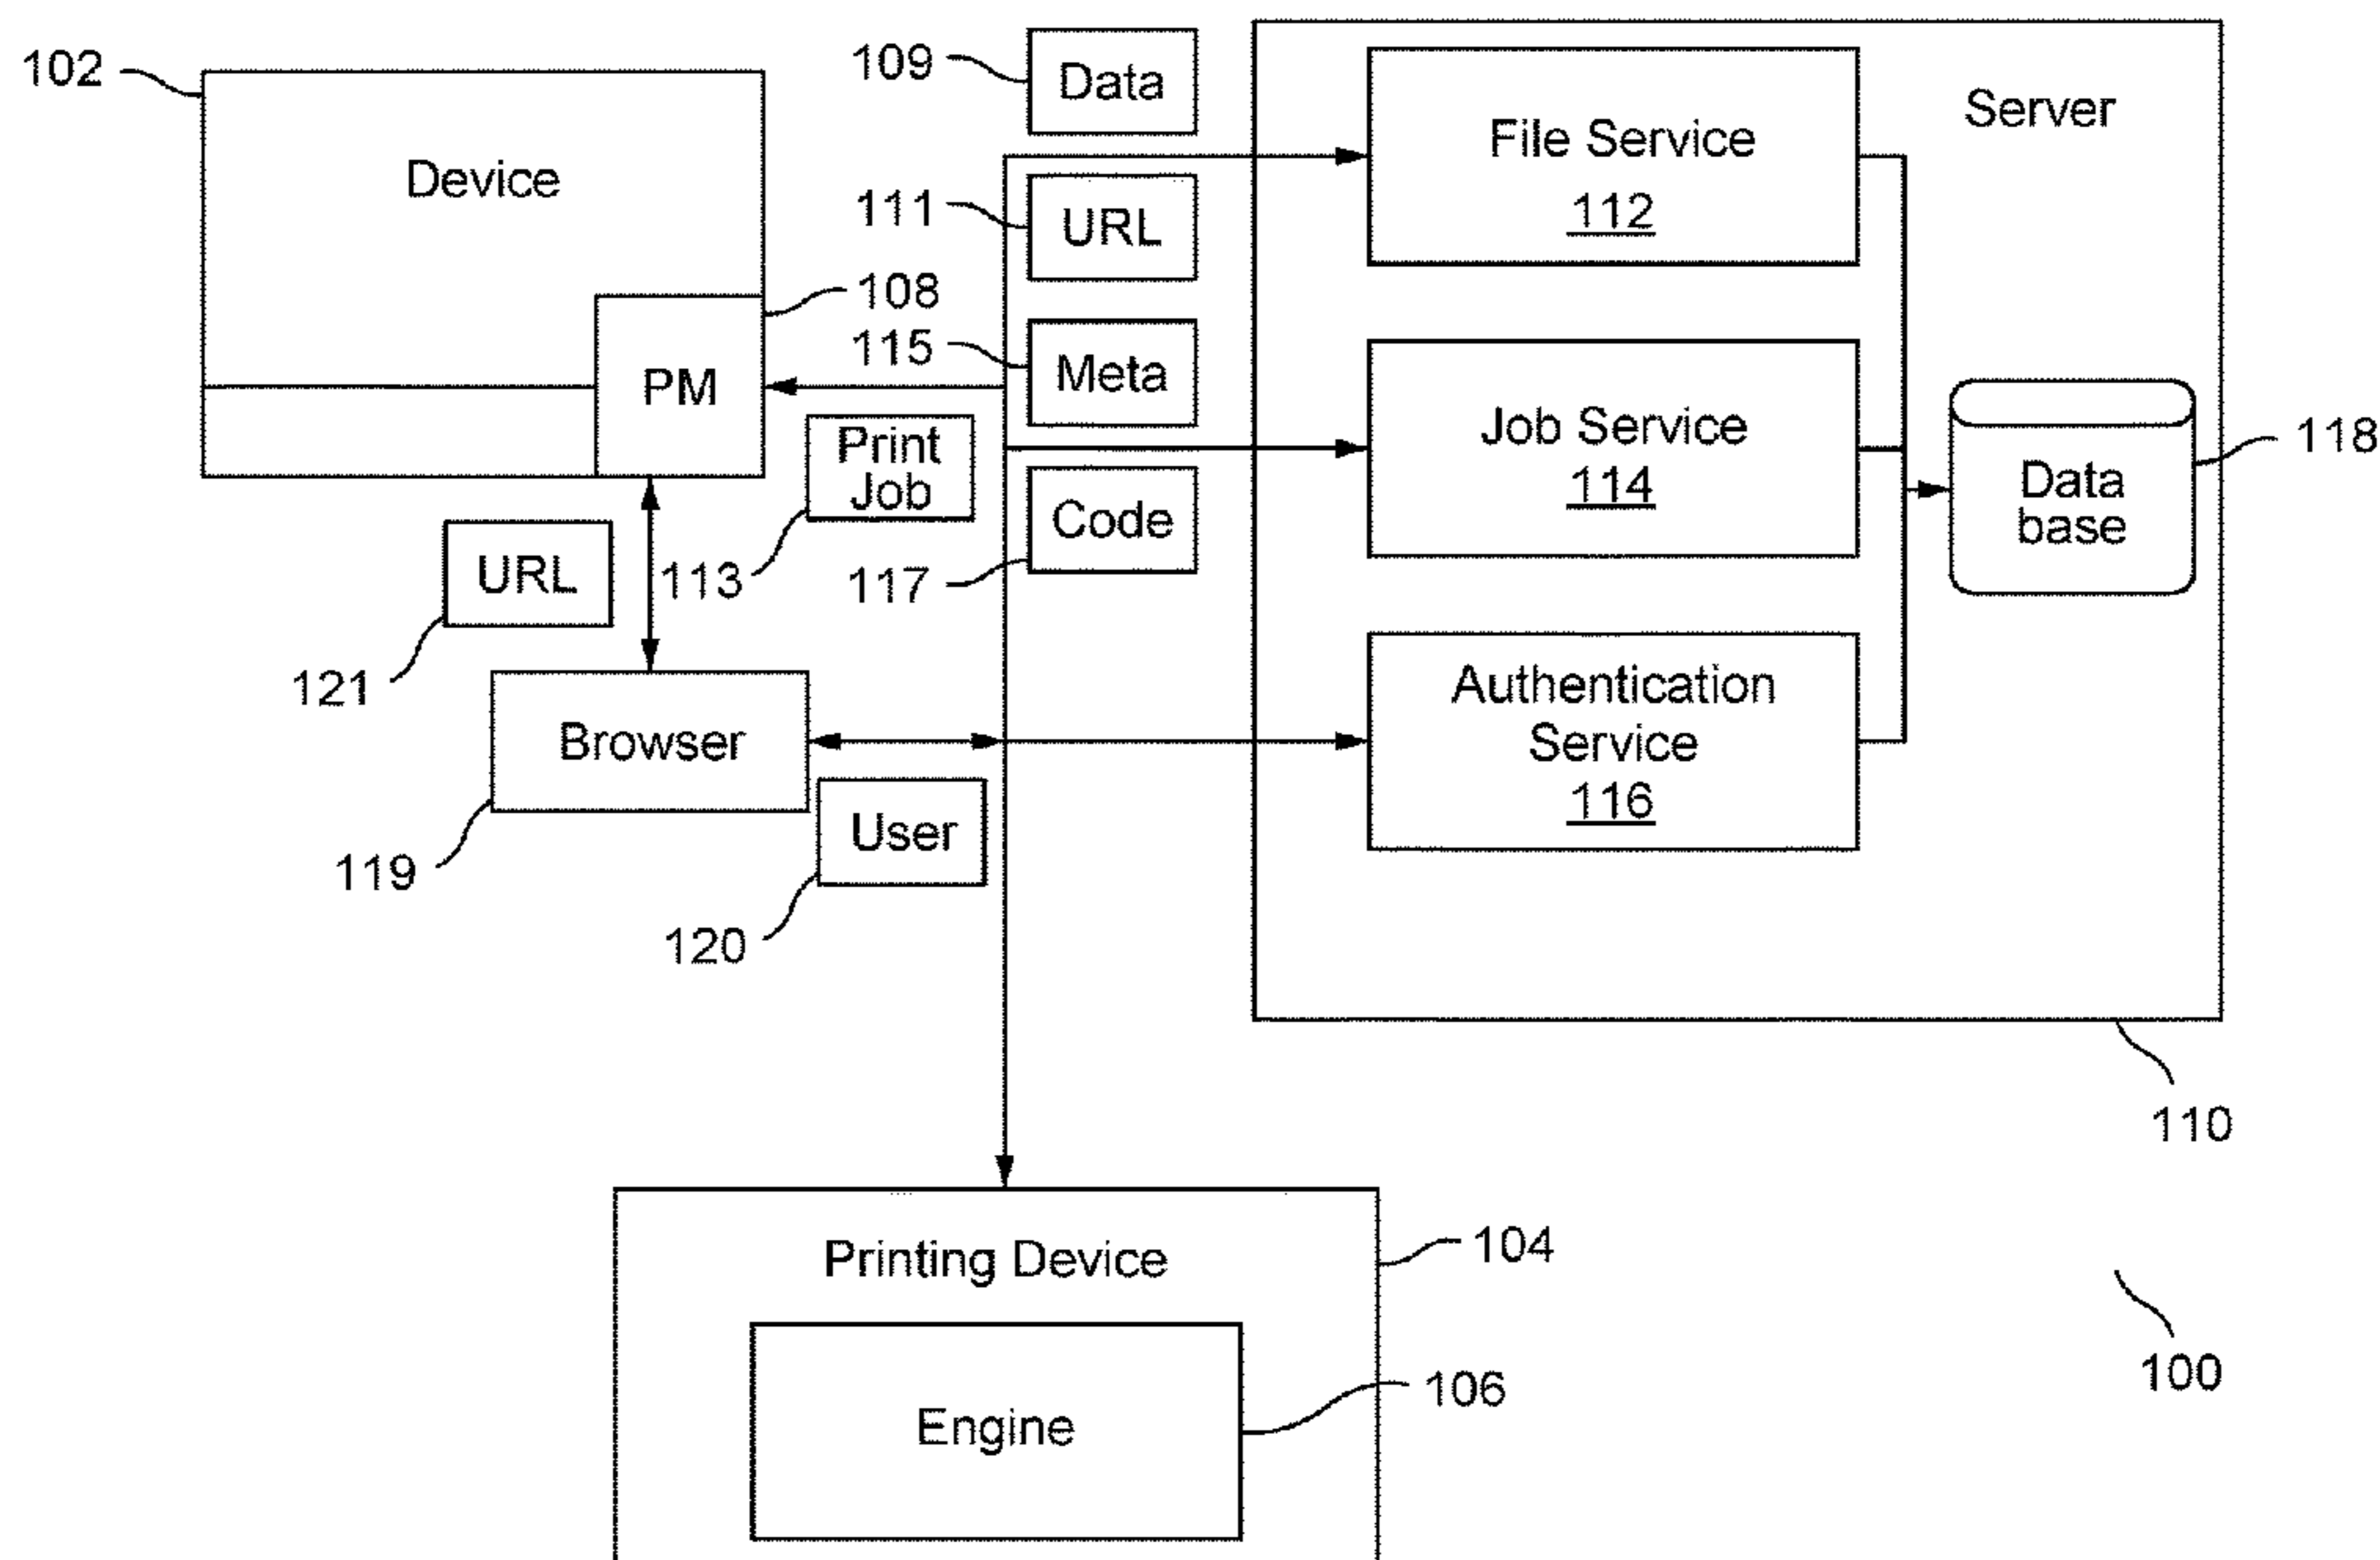 102
Device
108
PM
109
Data
111
URL
115
Meta
Print
Job
113
Code
117
URL
121
Browser
119
User
120
Server
File Service
112
Job Service
114
Authentication
Service
116
Data
base
118
110
Printing Device
104
Engine
106
100